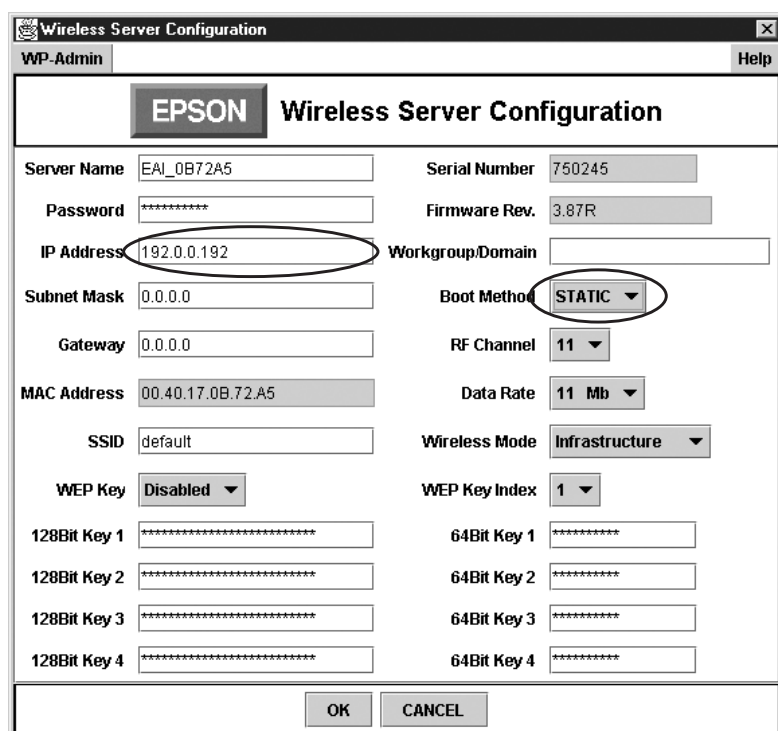 Wireless Server Configuration
WP-Admin Help
EPSON Wireless Server Configuration
Server Name EAI_0B72A5 Serial Number 750245
Password ********** Firmware Rev. 3.87R
IP Address 192.0.0.192 Workgroup/Domain
Subnet Mask 0.0.0.0 Boot Method STATIC
Gateway 0.0.0.0 RF Channel 11
MAC Address 00.40.17.0B.72.A5 Data Rate 11 Mb
SSID default Wireless Mode Infrastructure
WEP Key Disabled WEP Key Index 1
128Bit Key 1 ************************** 64Bit Key 1 **********
128Bit Key 2 ************************** 64Bit Key 2 **********
128Bit Key 3 ************************** 64Bit Key 3 **********
128Bit Key 4 ************************** 64Bit Key 4 **********
OK CANCEL